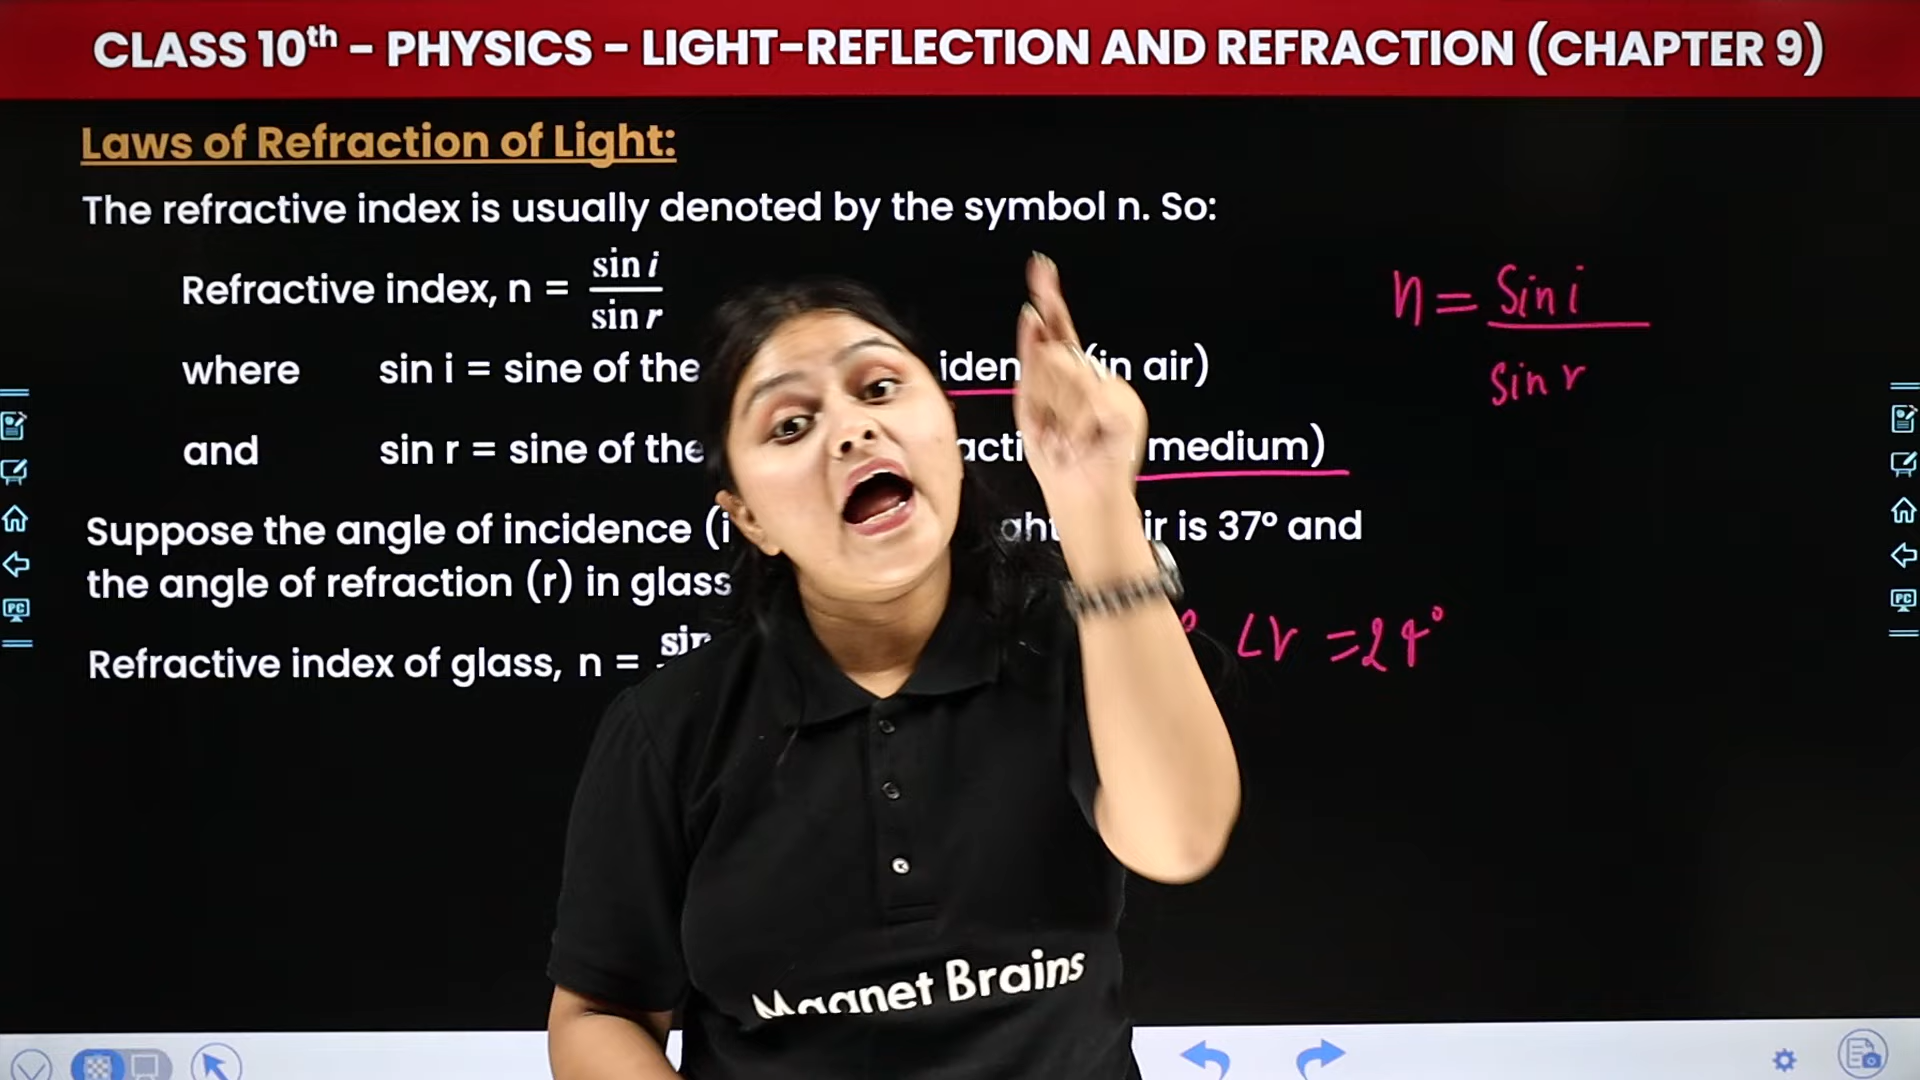 CLASS 10th - PHYSICS - LIGHT-REFLECTION AND REFRACTION (CHAPTER 9)
Laws of Refraction of Light:
The refractive index is usually denoted by the symbol n. So:
Refractive index, n = sin i / sin r
n = Sin i / Sin r
where sin i = sine of the (in air)
and sin r = sine of the medium)
Suppose the angle of incidence (i is 37° and
the angle of refraction (r) in glass
Refractive index of glass, n =
∠r = 24°
Magnet Brains
PC
PC